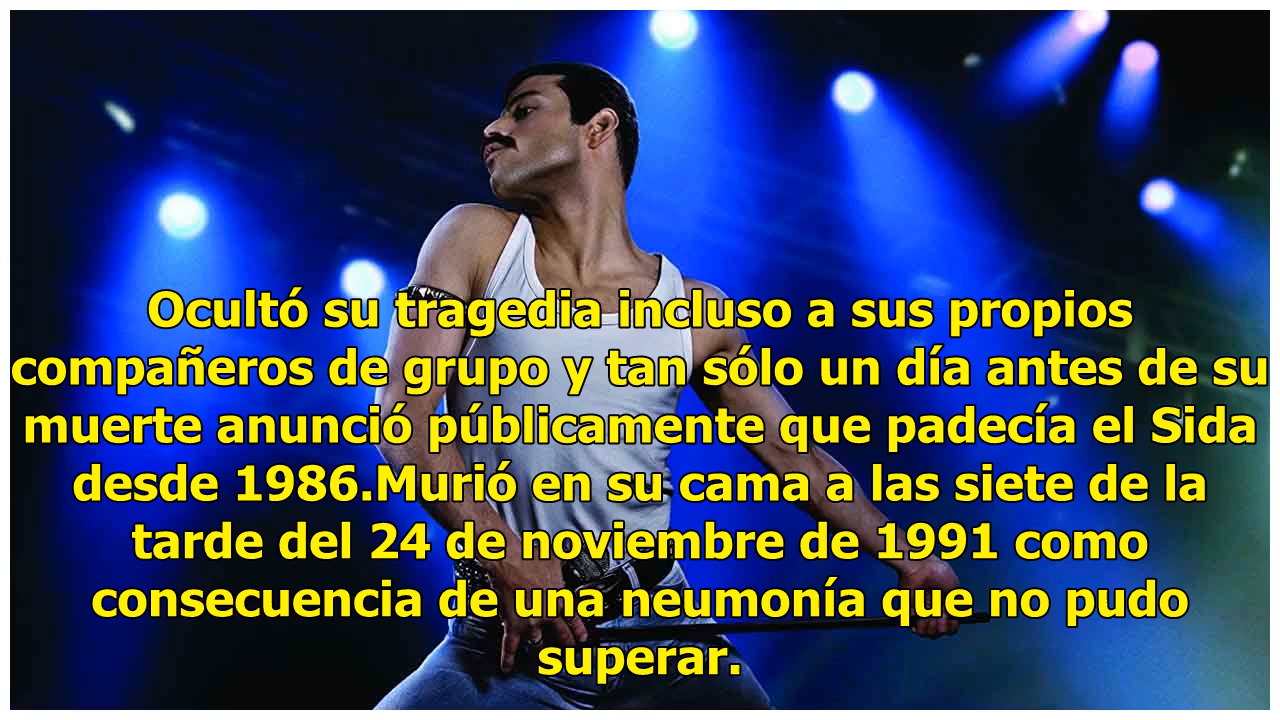 Ocultó su tragedia incluso a sus propios
compañeros de grupo y tan sólo un día antes de su
muerte anunció públicamente que padecía el Sida
desde 1986.Murió en su cama a las siete de la
tarde del 24 de noviembre de 1991 como
consecuencia de una neumonía que no pudo
superar.